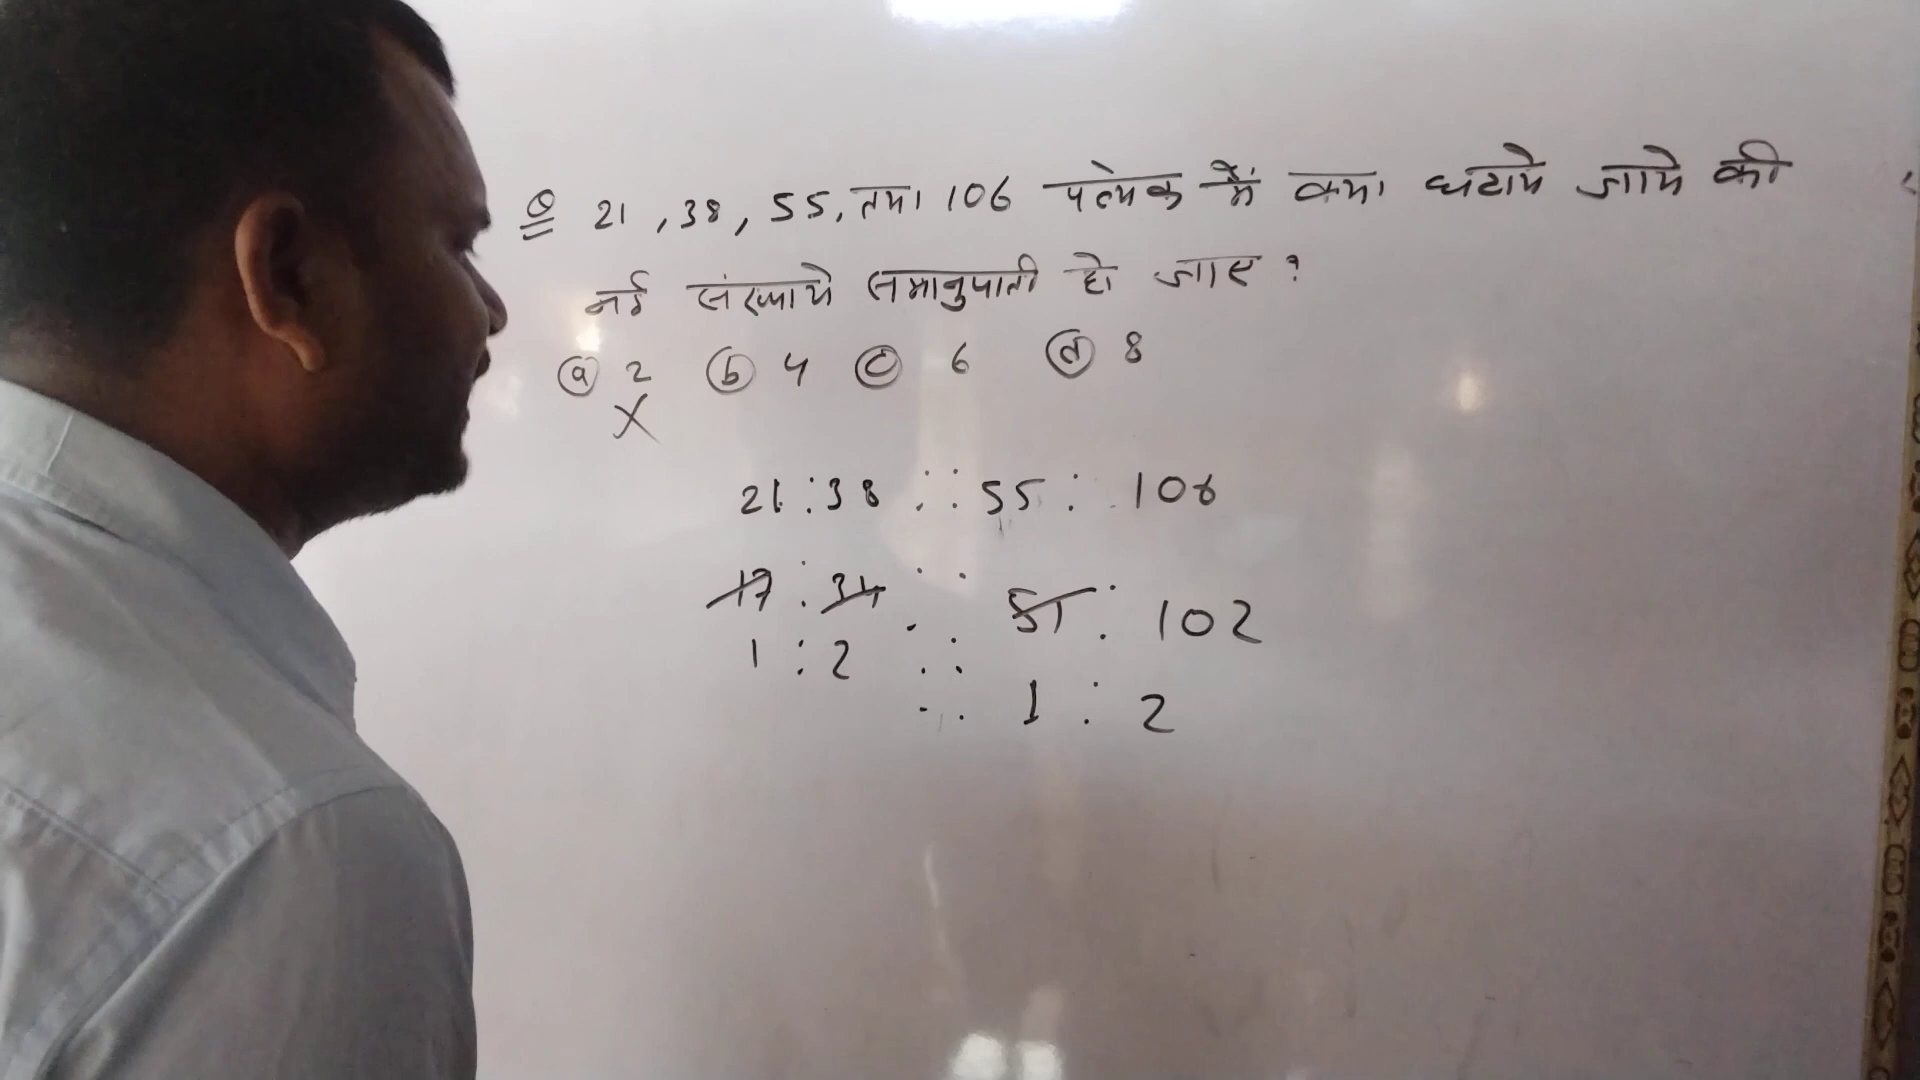 Q 21, 38, 55, तथा 106 प्रत्येक में क्या घटाये जाये की
नई संख्याये समानुपाती हो जाए ?
(a) 2 (b) 4 (c) 6 (d) 8
X
21 : 38 :: 55 : 106
17 : 34 :: 51 : 102
1 : 2 ::
:: 1 : 2